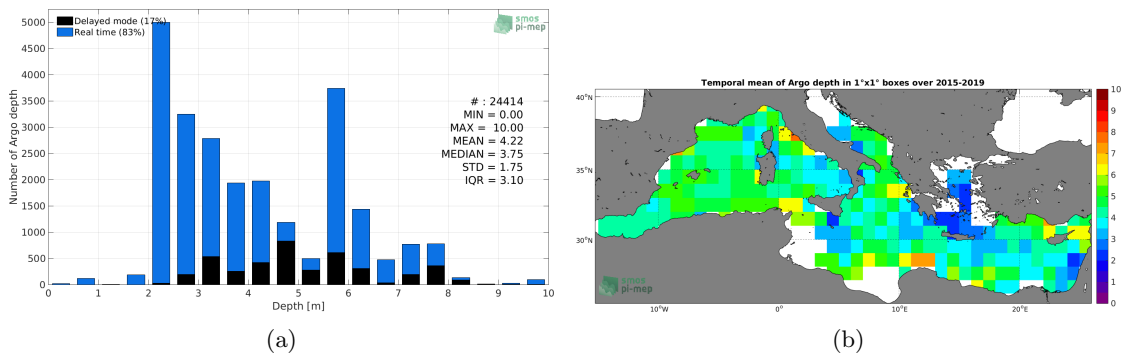 Delayed mode (17%)
Real time (83%)
smos
pi-mep
Number of Argo depth
5000
4500
4000
3500
3000
2500
2000
1500
1000
500
0
# : 24414
MIN = 0.00
MAX = 10.00
MEAN = 4.22
MEDIAN = 3.75
STD = 1.75
IQR = 3.10
0 1 2 3 4 5 6 7 8 9 10
Depth [m]
(a)
Temporal mean of Argo depth in 1°x1° boxes over 2015-2019
40°N
35°N
30°N
10°W 0° 10°E 20°E
smos
pi-mep
10
9
8
7
6
5
4
3
2
1
0
(b)